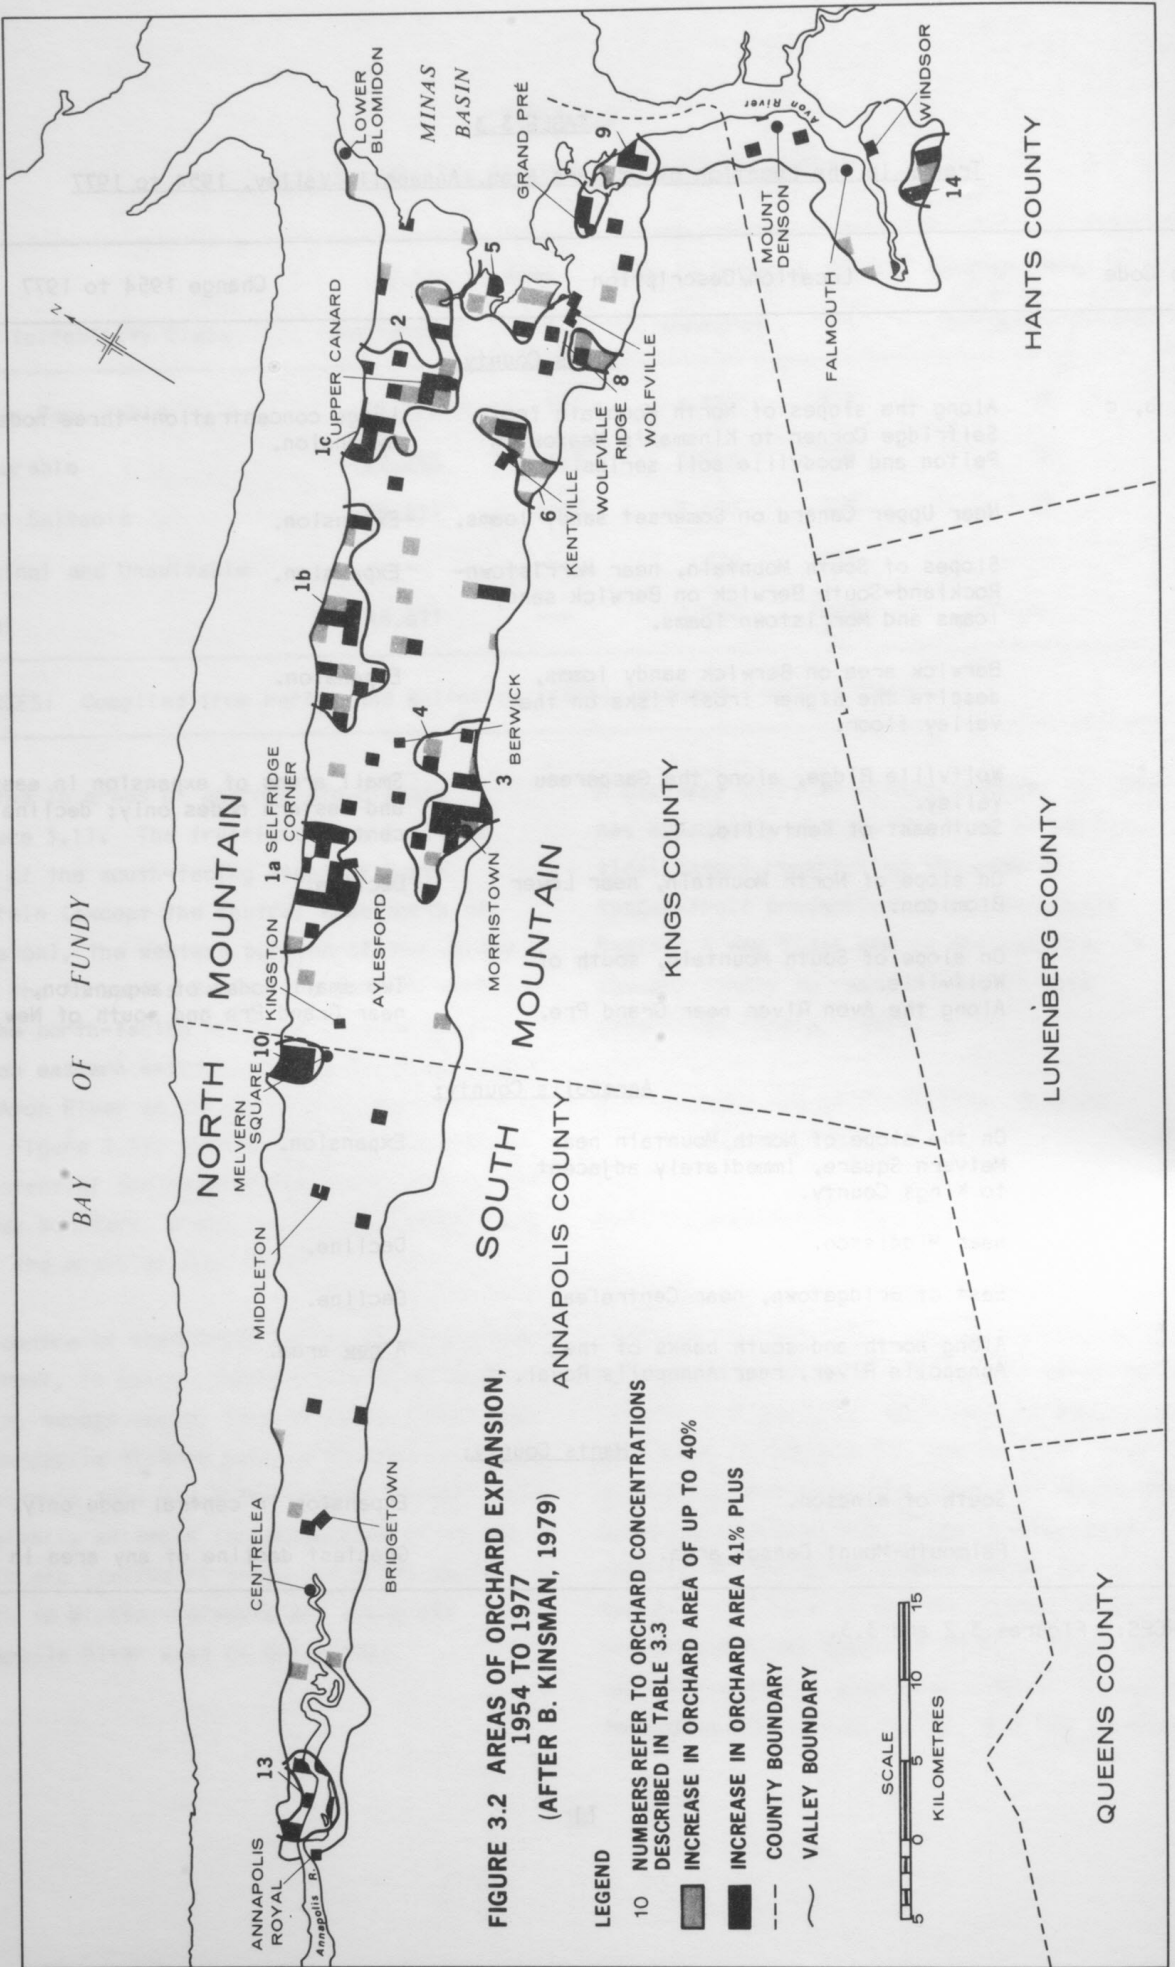 FIGURE 3.2 AREAS OF ORCHARD EXPANSION,
1954 TO 1977
(AFTER B. KINSMAN, 1979)
LEGEND
10 NUMBERS REFER TO ORCHARD CONCENTRATIONS
DESCRIBED IN TABLE 3.3
INCREASE IN ORCHARD AREA OF UP TO 40%
INCREASE IN ORCHARD AREA 41% PLUS
COUNTY BOUNDARY
VALLEY BOUNDARY
SCALE
5 0 5 10 15
KILOMETRES
BAY OF FUNDY
NORTH MOUNTAIN
SOUTH MOUNTAIN
ANNAPOLIS COUNTY
KINGS COUNTY
HANTS COUNTY
LUNENBERG COUNTY
QUEENS COUNTY
N
ANNAPOLIS
ROYAL
Annapolis R.
13
CENTRELEA
BRIDGETOWN
MIDDLETON
MELVERN
SQUARE
10
KINGSTON
1a
SELFRIDGE
CORNER
AYLESFORD
MORRISTOWN
3
4
BERWICK
1b
1c
UPPER CANARD
2
5
6
KENTVILLE
WOLFVILLE
RIDGE
8
WOLFVILLE
LOWER
BLOMIDON
MINAS
BASIN
GRAND PRÉ
9
Avon River
MOUNT
DENSON
FALMOUTH
14
WINDSOR